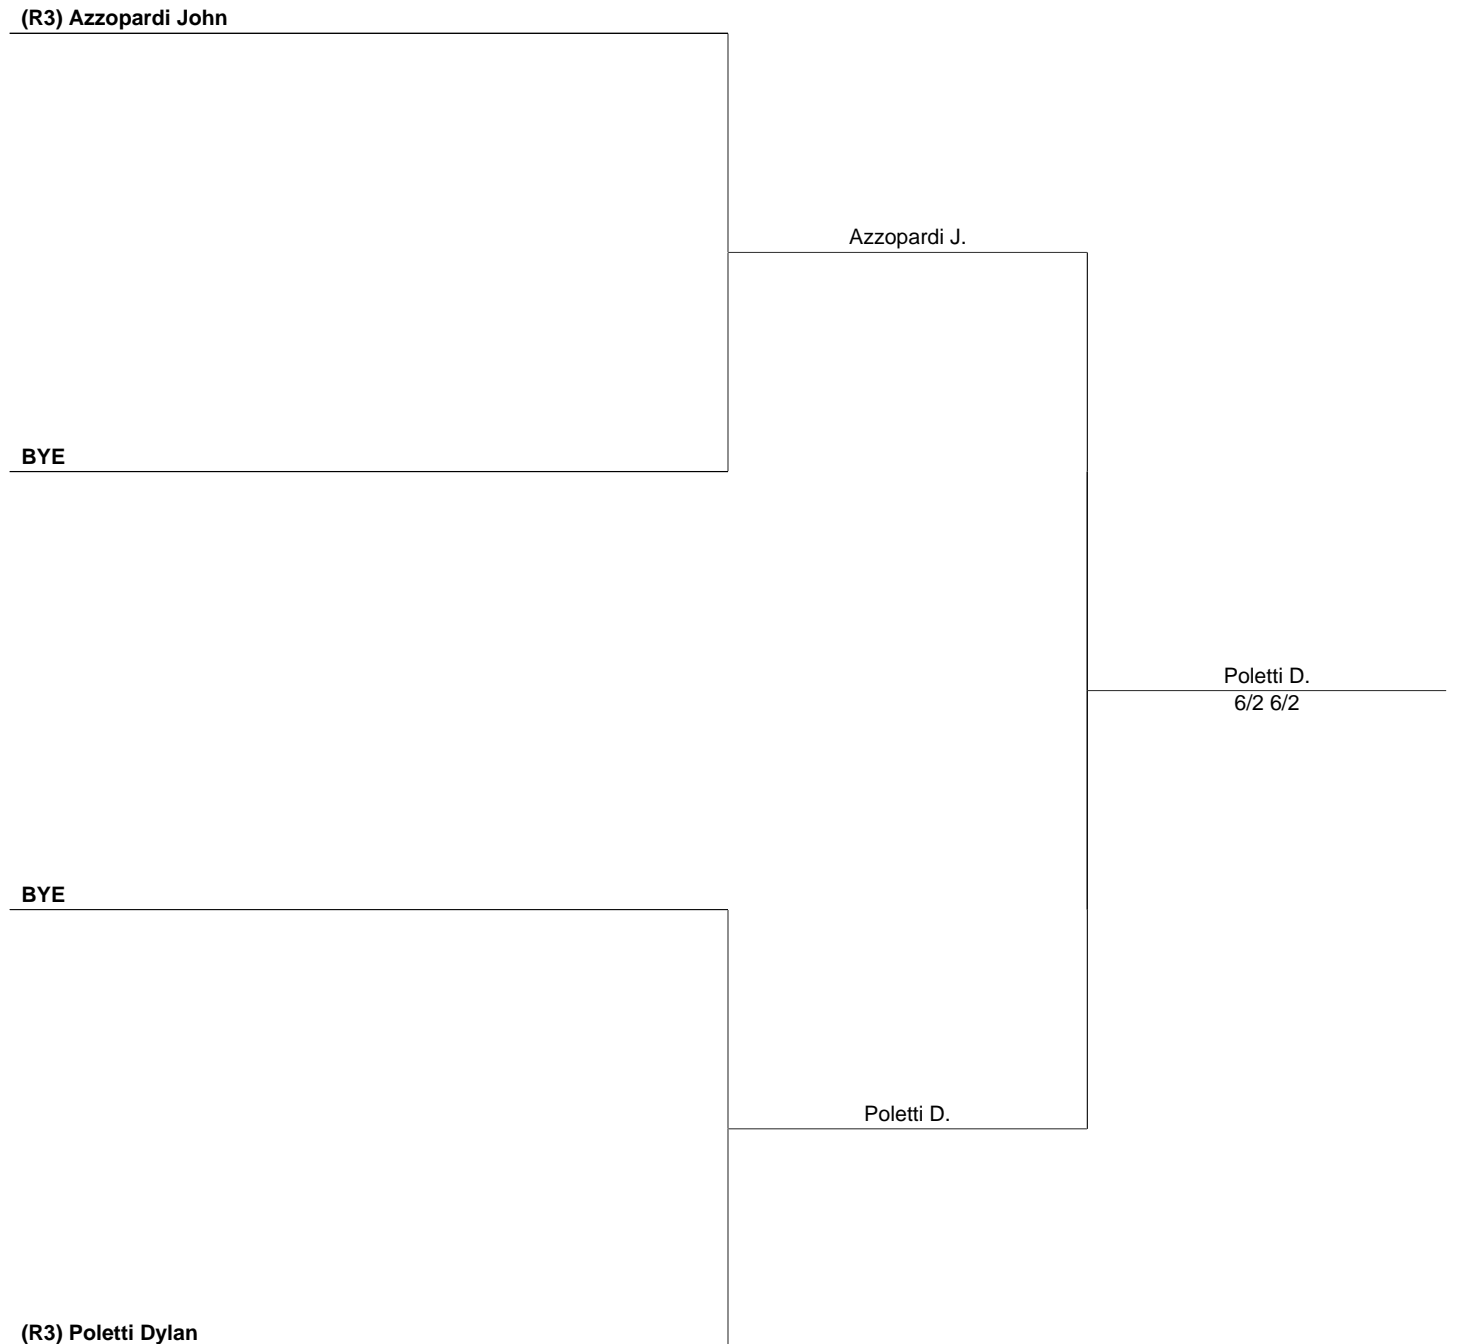 (R3) Azzopardi John
Azzopardi J.
BYE
Poletti D.
6/2 6/2
BYE
Poletti D.
(R3) Poletti Dylan